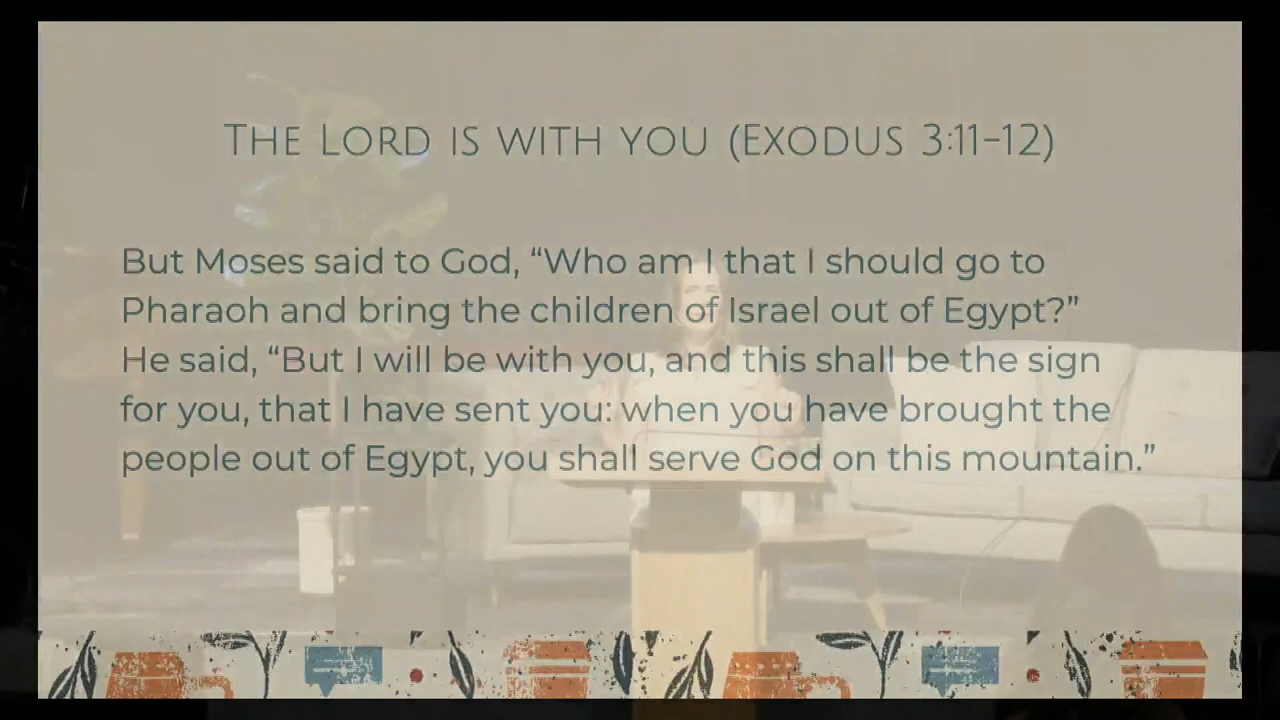 THE LORD IS WITH YOU (EXODUS 3:11-12)
But Moses said to God, “Who am I that I should go to
Pharaoh and bring the children of Israel out of Egypt?”
He said, “But I will be with you, and this shall be the sign
for you, that I have sent you: when you have brought the
people out of Egypt, you shall serve God on this mountain.”